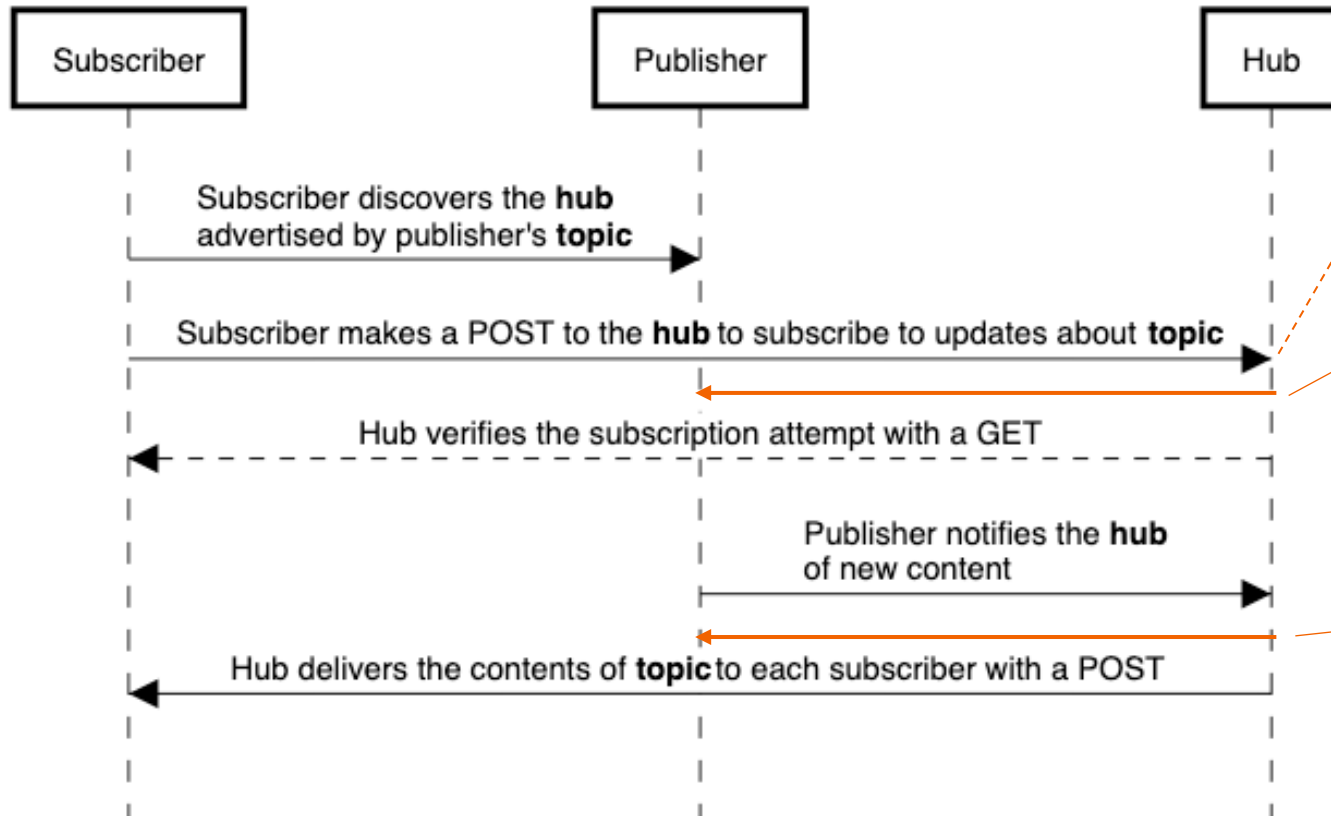 Subscriber
Publisher
Hub
Subscriber discovers the hub
advertised by publisher's topic
Subscriber makes a POST to the hub to subscribe to updates about topic
Hub verifies the subscription attempt with a GET
Publisher notifies the hub
of new content
Hub delivers the contents of topic to each subscriber with a POST